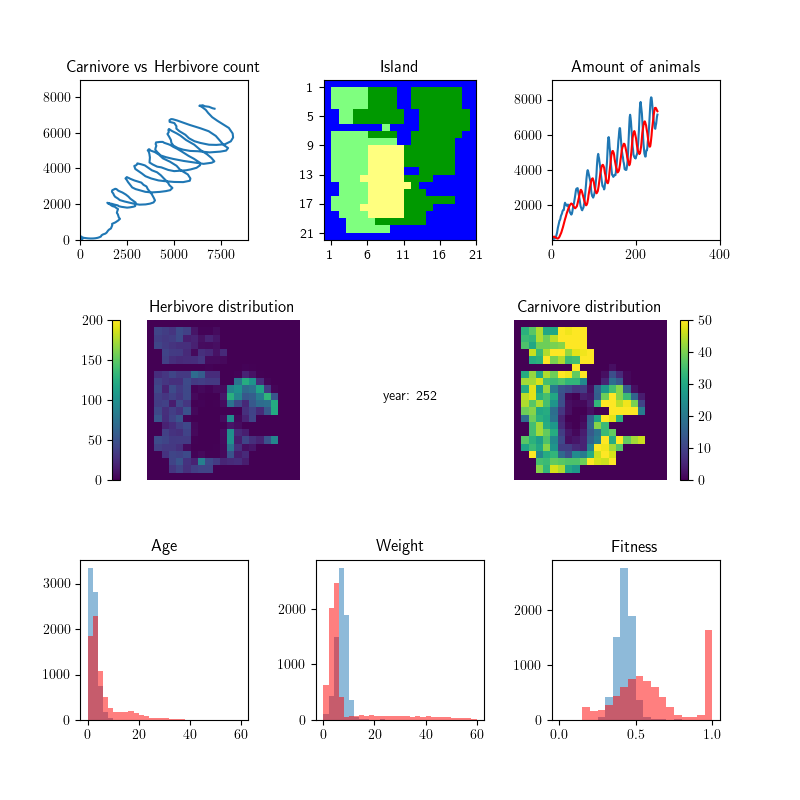 Carnivore vs Herbivore count
8000
6000
4000
2000
0
0 2500 5000 7500
Island
1
5
9
13
17
21
1 6 11 16 21
Amount of animals
8000
6000
4000
2000
0 200 400
Herbivore distribution
200
150
100
50
0
year: 252
Carnivore distribution
50
40
30
20
10
0
Age
3000
2000
1000
0
0 20 40 60
Weight
2000
1000
0
0 20 40 60
Fitness
2000
1000
0
0.0 0.5 1.0